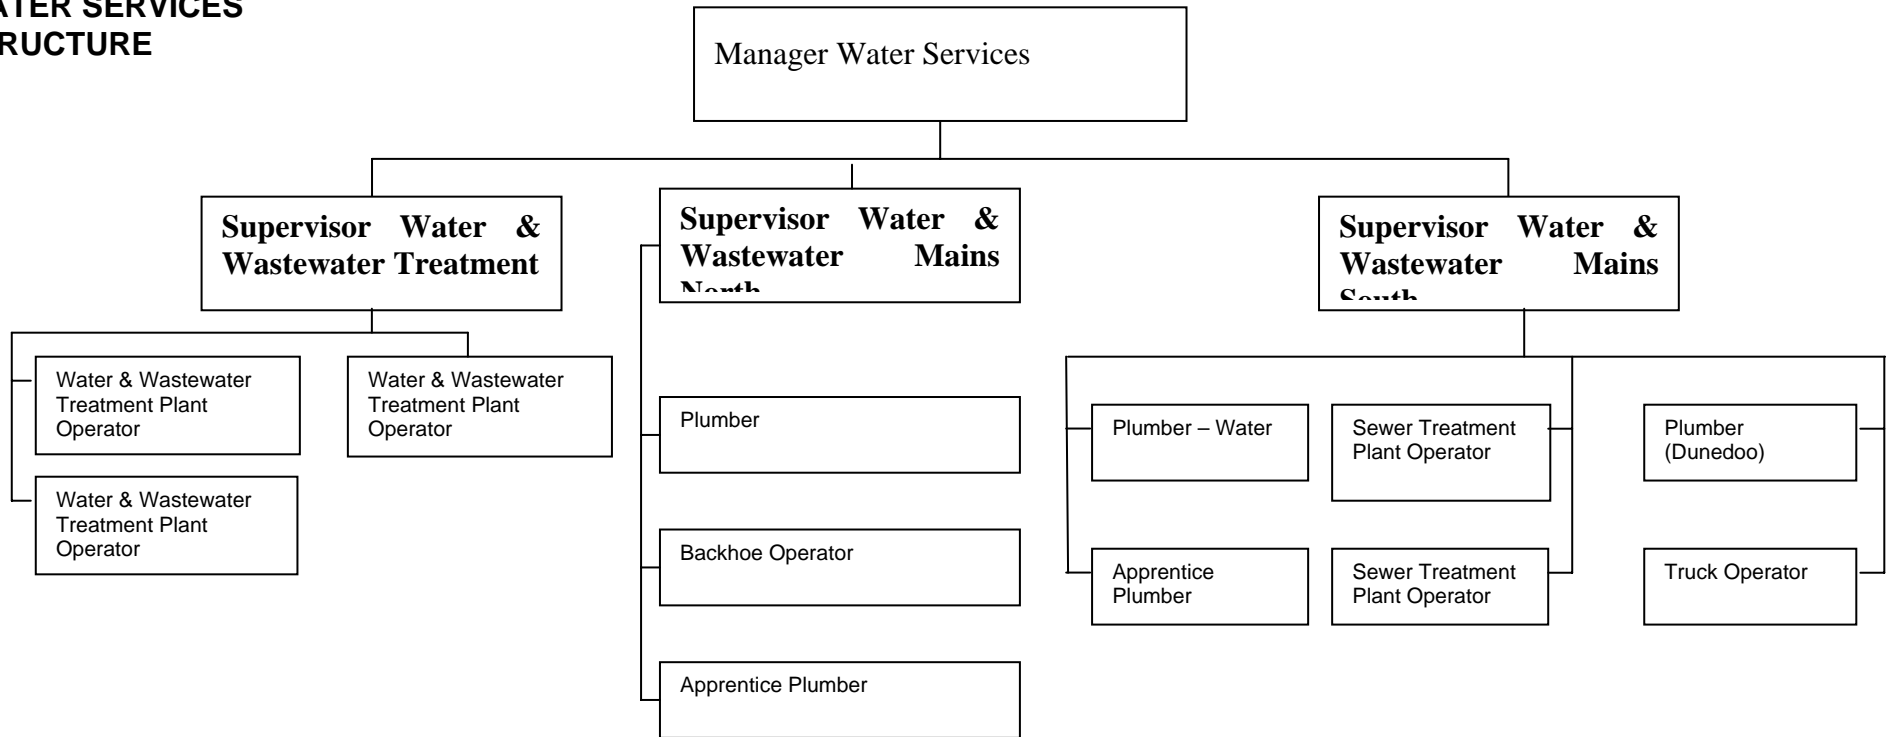 ATER SERVICES
RUCTURE
Manager Water Services
Supervisor Water &
Wastewater Treatment
Supervisor Water &
Wastewater Mains
North
Supervisor Water &
Wastewater Mains
South
Water & Wastewater
Treatment Plant
Operator
Water & Wastewater
Treatment Plant
Operator
Water & Wastewater
Treatment Plant
Operator
Plumber
Backhoe Operator
Apprentice Plumber
Plumber – Water
Sewer Treatment
Plant Operator
Plumber
(Dunedoo)
Apprentice
Plumber
Sewer Treatment
Plant Operator
Truck Operator